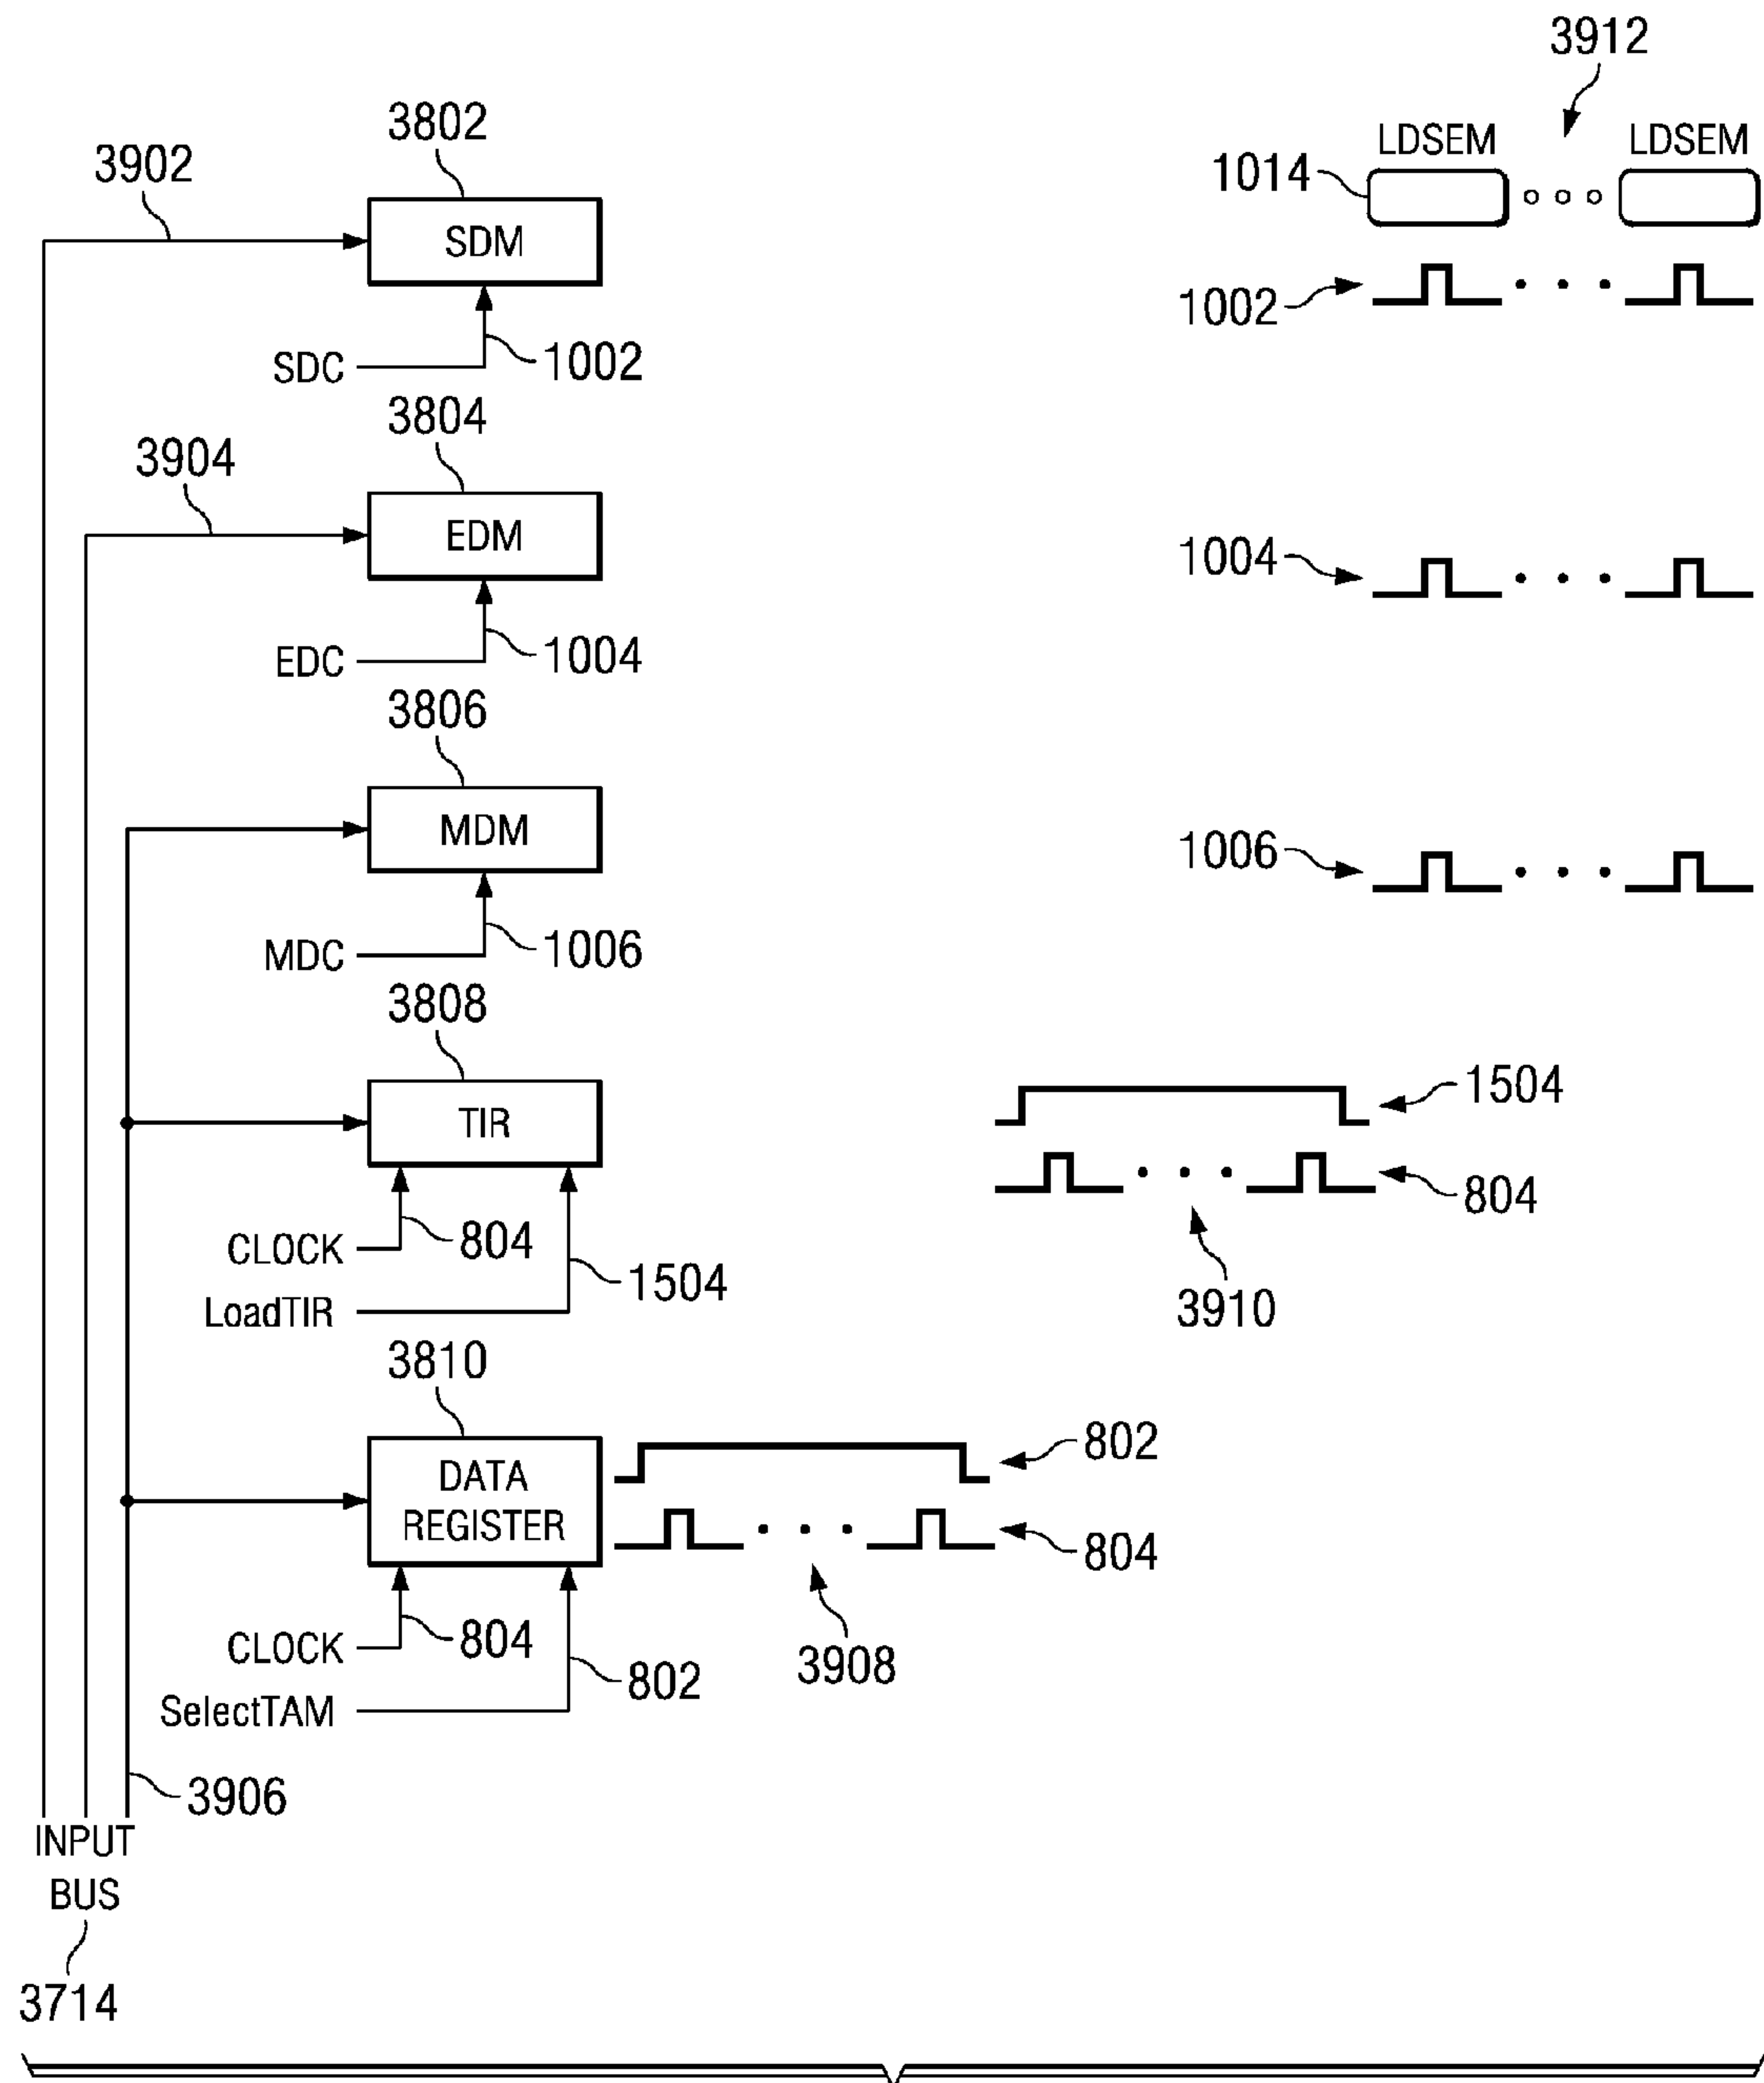 3912
3802
LDSEM LDSEM
3902
1014
SDM
1002
SDC 1002
3804
3904
EDM
1004
EDC 1004
3806
MDM
1006
MDC 1006
3808
1504
TIR
804
CLOCK 804
1504
LoadTIR
3910
3810
802
DATA
REGISTER
804
CLOCK 804
3908
802
SelectTAM
3906
INPUT
BUS
3714